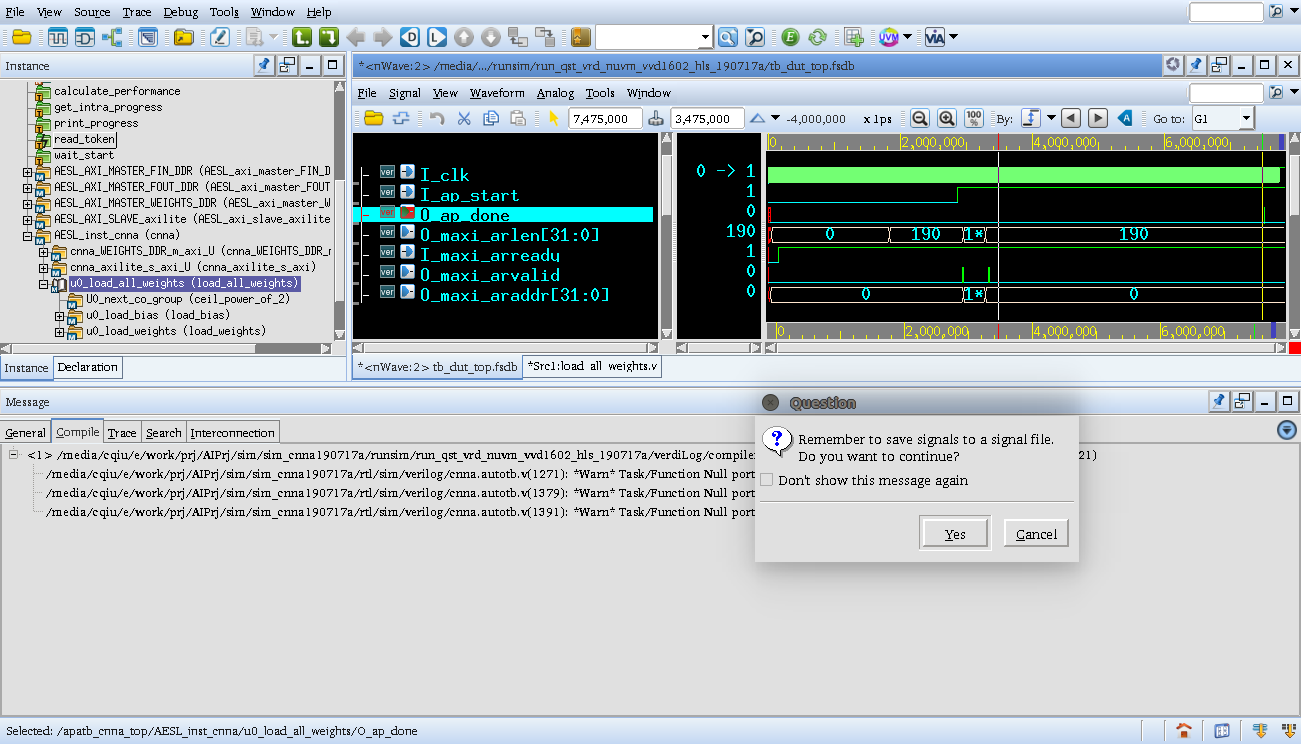 File View Source Trace Debug Tools Window Help
Instance
calculate_performance
get_intra_progress
print_progress
read_token
wait_start
AESL_AXI_MASTER_FIN_DDR (AESL_axi_master_FIN_D
AESL_AXI_MASTER_FOUT_DDR (AESL_axi_master_FOUT
AESL_AXI_MASTER_WEIGHTS_DDR (AESL_axi_master_W
AESL_AXI_SLAVE_axilite (AESL_axi_slave_axilite
AESL_inst_cnna (cnna)
cnna_WEIGHTS_DDR_m_axi_U (cnna_WEIGHTS_DDR_m
cnna_axilite_s_axi_U (cnna_axilite_s_axi)
u0_load_all_weights (load_all_weights)
U0_next_co_group (ceil_power_of_2)
u0_load_bias (load_bias)
u0_load_weights (load_weights)
Instance Declaration
*<nWave:2> /media/.../runsim/run_qst_vrd_nuvm_vvd1602_hls_190717a/tb_dut_top.fsdb
File Signal View Waveform Analog Tools Window
7,475,000 3,475,000 -4,000,000 x 1ps 100 % By: Go to: G1
0 2,000,000 4,000,000 6,000,000
I_clk 0 -> 1
I_ap_start 1
O_ap_done 0
O_maxi_arlen[31:0] 190 0 190 1* 190
I_maxi_arready 1
O_maxi_arvalid 0
O_maxi_araddr[31:0] 0 0 1* 0
0 2,000,000 4,000,000 6,000,000
*<nWave:2> tb_dut_top.fsdb *Src1:load_all_weights.v
Message
General Compile Trace Search Interconnection
<1> /media/cqiu/e/work/prj/AIPrj/sim/sim_cnna190717a/runsim/run_qst_vrd_nuvm_vvd1602_hls_190717a/verdiLog/compiler 21)
/media/cqiu/e/work/prj/AIPrj/sim/sim_cnna190717a/rtl/sim/verilog/cnna.autotb.v(1271): *Warn* Task/Function Null port
/media/cqiu/e/work/prj/AIPrj/sim/sim_cnna190717a/rtl/sim/verilog/cnna.autotb.v(1379): *Warn* Task/Function Null port
/media/cqiu/e/work/prj/AIPrj/sim/sim_cnna190717a/rtl/sim/verilog/cnna.autotb.v(1391): *Warn* Task/Function Null port
Question
Remember to save signals to a signal file.
Do you want to continue?
Don't show this message again
Yes Cancel
Selected: /apatb_cnna_top/AESL_inst_cnna/u0_load_all_weights/O_ap_done